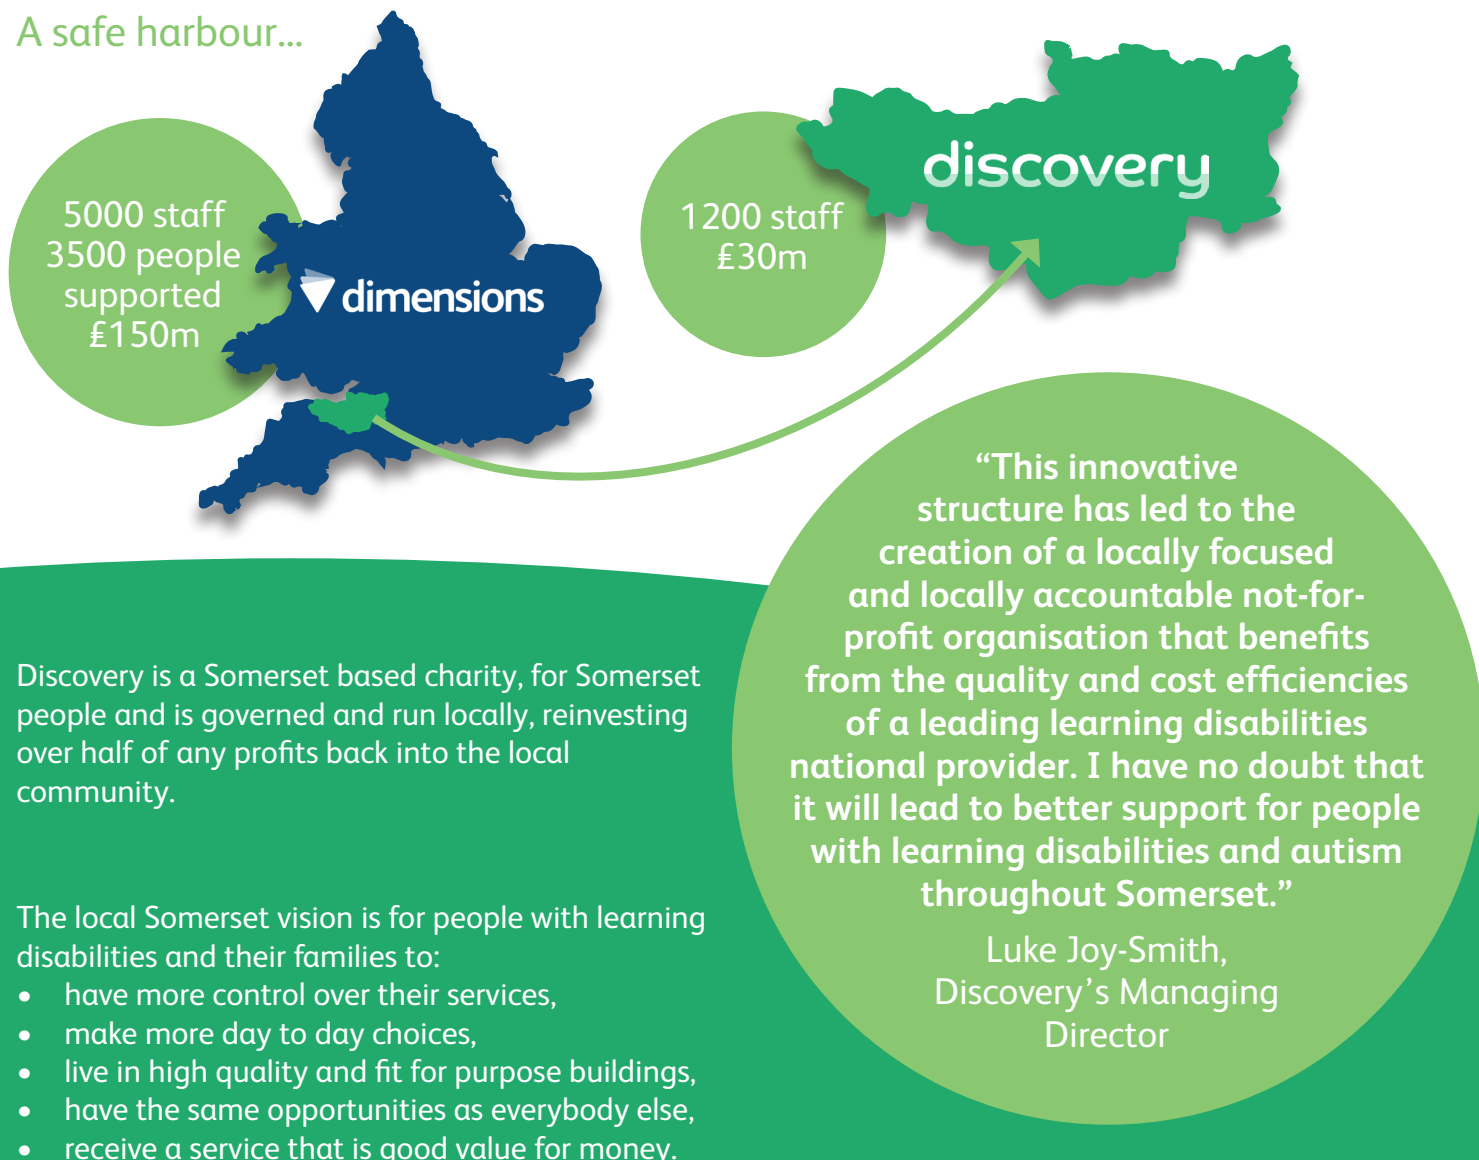 A safe harbour...
5000 staff
3500 people
supported
£150m
dimensions
1200 staff
£30m
discovery
“This innovative
structure has led to the
creation of a locally focused
and locally accountable not-for-
profit organisation that benefits
from the quality and cost efficiencies
of a leading learning disabilities
national provider. I have no doubt that
it will lead to better support for people
with learning disabilities and autism
throughout Somerset.”
Luke Joy-Smith,
Discovery’s Managing
Director
Discovery is a Somerset based charity, for Somerset
people and is governed and run locally, reinvesting
over half of any profits back into the local
community.
The local Somerset vision is for people with learning
disabilities and their families to:
• have more control over their services,
• make more day to day choices,
• live in high quality and fit for purpose buildings,
• have the same opportunities as everybody else,
• receive a service that is good value for money.